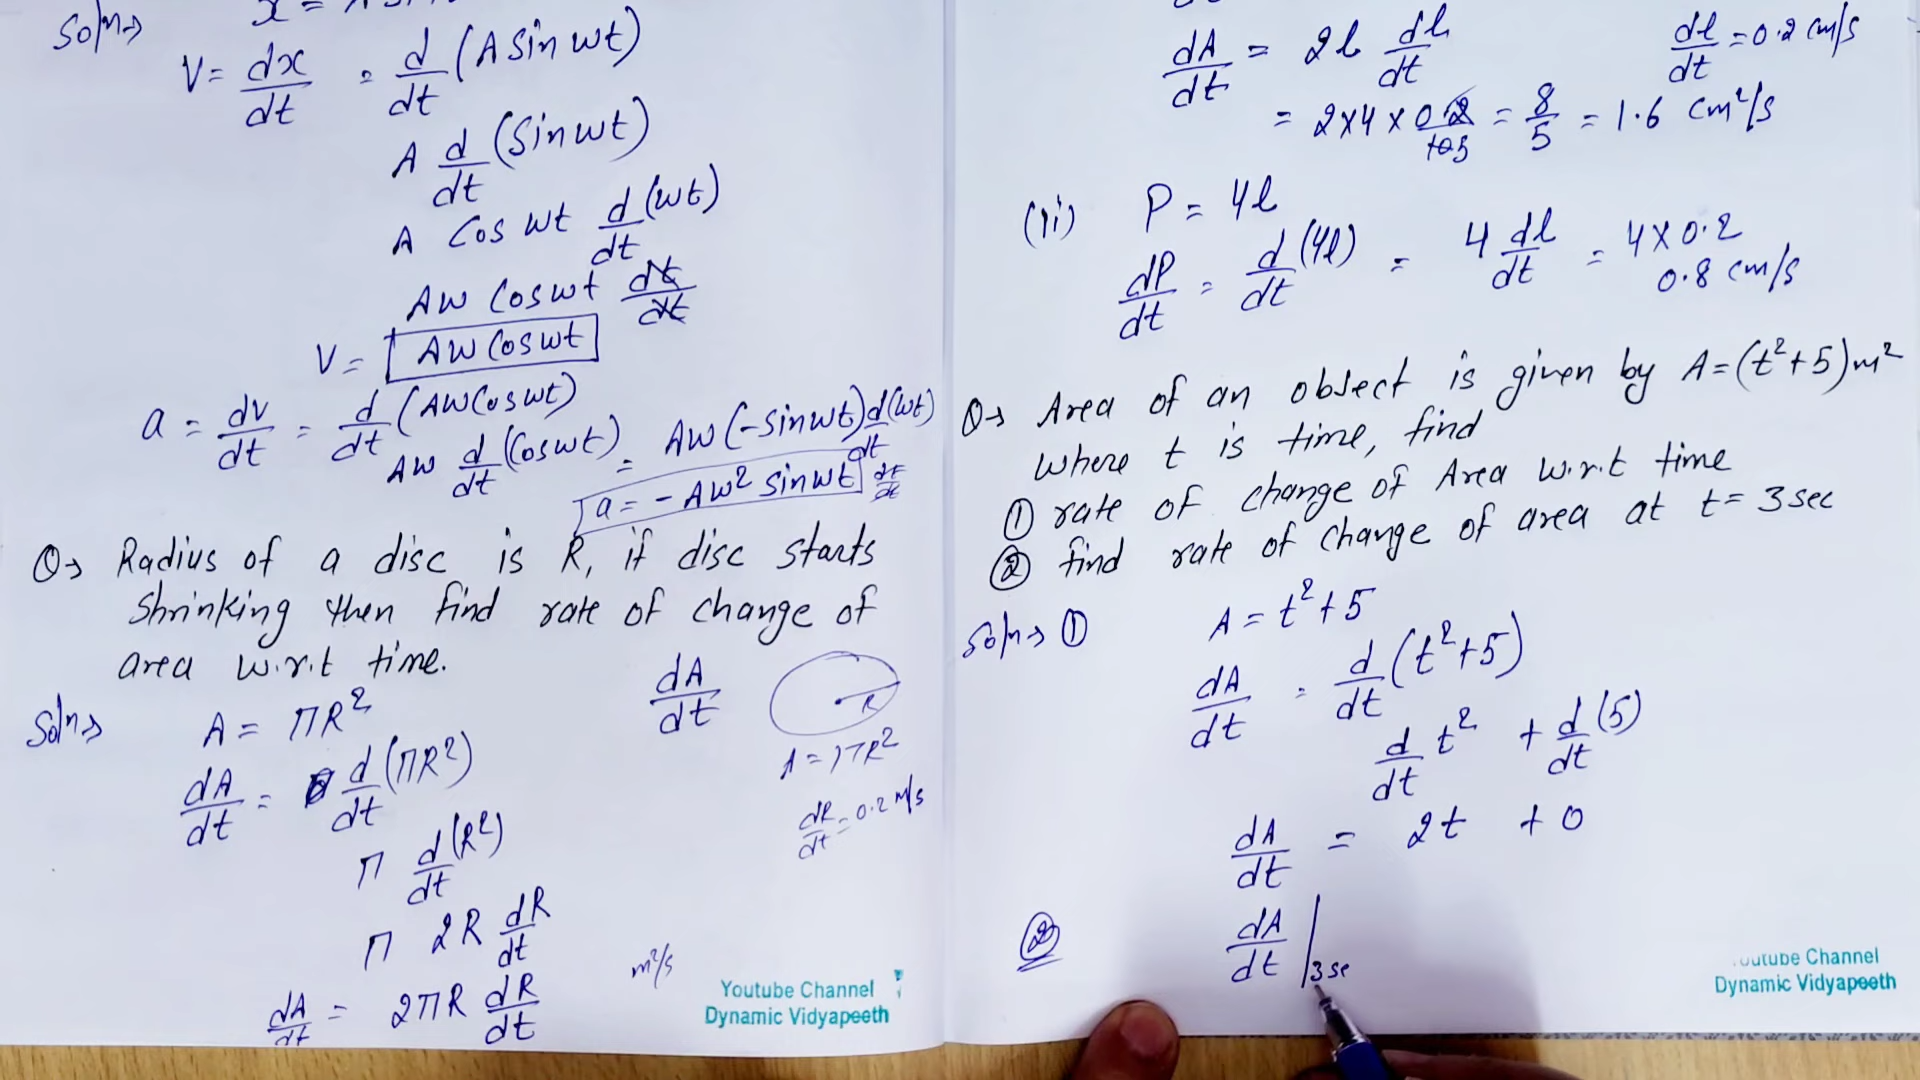 Soln⇒
V = dx/dt = d/dt (A Sin wt)
A d/dt (Sin wt)
A Cos wt d/dt (wt)
Aw Cos wt dt/dt
V = Aw Cos wt
a = dv/dt = d/dt (Aw Cos wt)
Aw d/dt (Cos wt) = Aw (-Sin wt) d(wt)/dt
a = - Aw² Sin wt dt/dt
Q→ Radius of a disc is R, if disc starts
Shrinking then find rate of change of
area w.r.t time.
dA/dt
R
A = πR²
dR/dt = 0.2 m/s
Soln⇒ A = πR²
dA/dt = d/dt (πR²)
π d/dt (R²)
π 2R dR/dt
dA/dt = 2πR dR/dt
m²/s
Youtube Channel
Dynamic Vidyapeeth
dA/dt = 2l dl/dt
dl/dt = 0.2 cm/s
= 2×4×0.2/10 5 = 8/5 = 1.6 cm²/s
(ii) P = 4l
dP/dt = d/dt (4l) = 4 dl/dt = 4×0.2
0.8 cm/s
Q→ Area of an object is given by A=(t²+5)m²
Where t is time, find
① rate of change of Area w.r.t time
② find rate of change of area at t= 3 sec
Soln⇒ ① A = t²+5
dA/dt = d/dt (t²+5)
d/dt t² + d/dt (5)
dA/dt = 2t + 0
② dA/dt | 3 se
utube Channel
Dynamic Vidyapeeth